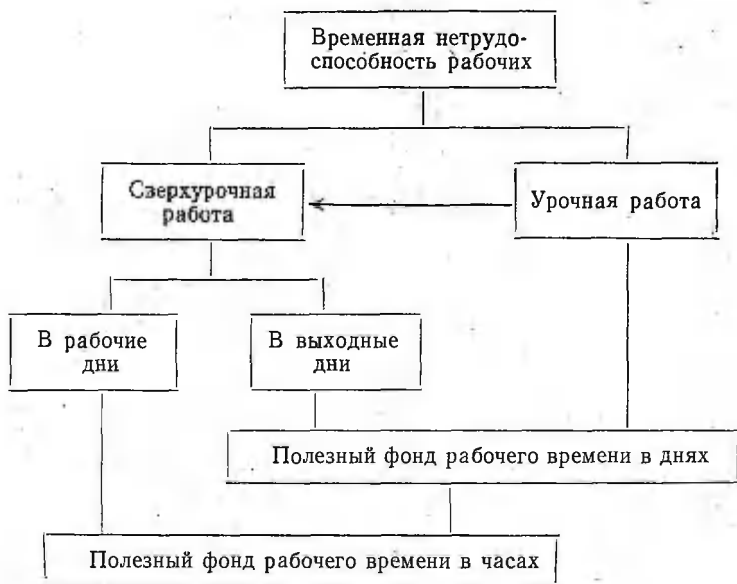 Временная нетрудо-
способность рабочих
Сверхурочная
работа
Урочная работа
В рабочие
дни
В выходные
дни
Полезный фонд рабочего времени в днях
Полезный фонд рабочего времени в часах